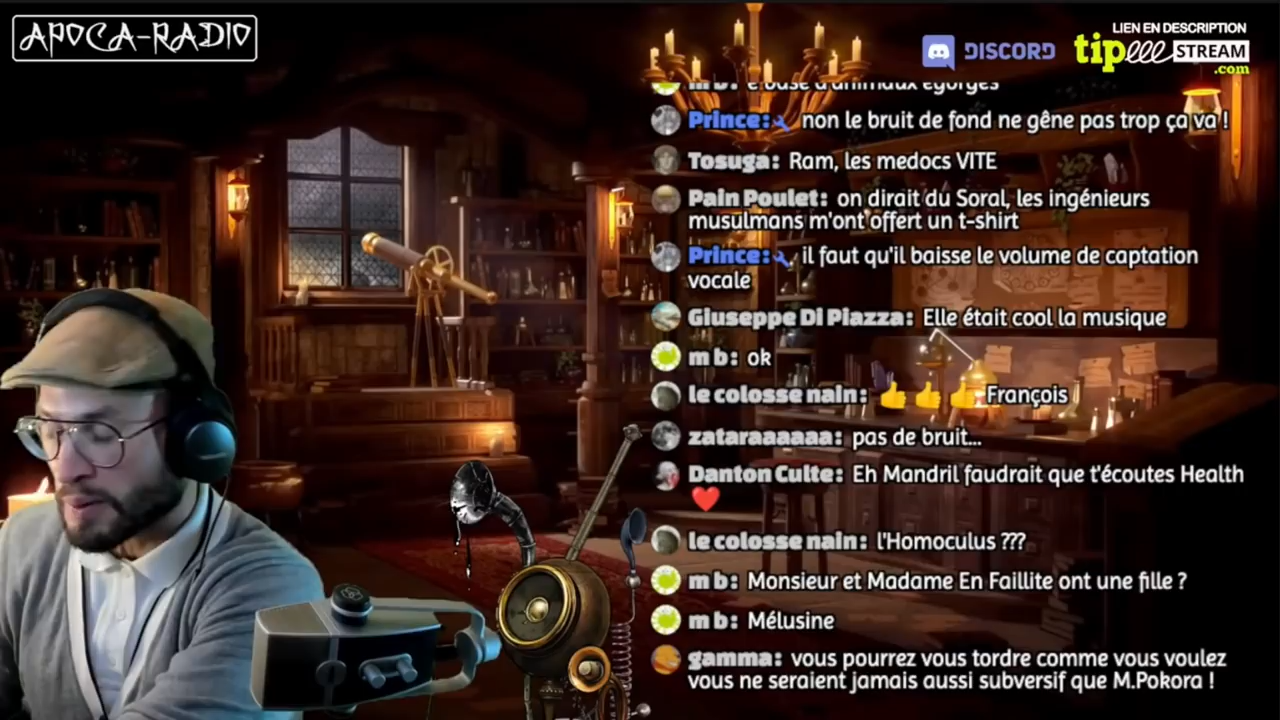 APOCA-RADIO
LIEN EN DESCRIPTION
DISCORD
tipeee STREAM
.com
m b: à base d'animaux égorgés
Prince: non le bruit de fond ne gêne pas trop ça va !
Tosuga: Ram, les medocs VITE
Pain Poulet: on dirait du Soral, les ingénieurs
musulmans m'ont offert un t-shirt
Prince: il faut qu'il baisse le volume de captation
vocale
Giuseppe Di Piazza: Elle était cool la musique
m b: ok
le colosse nain: 👍👍👍 François
zataraaaaaa: pas de bruit...
Danton Culte: Eh Mandril faudrait que t'écoutes Health
❤️
le colosse nain: l'Homoculus ???
m b: Monsieur et Madame En Faillite ont une fille ?
m b: Mélusine
gamma: vous pourrez vous tordre comme vous voulez
vous ne seraient jamais aussi subversif que M.Pokora !